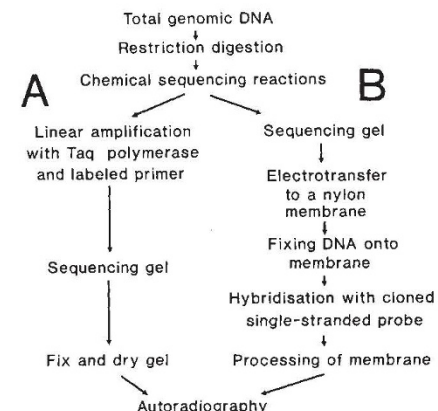 Total genomic DNA
Restriction digestion
Chemical sequencing reactions
A
B
Linear amplification
with Taq polymerase
and labeled primer
Sequencing gel
Fix and dry gel
Sequencing gel
Electrotransfer
to a nylon
membrane
Fixing DNA onto
membrane
Hybridisation with cloned
single-stranded probe
Processing of membrane
Autoradiography